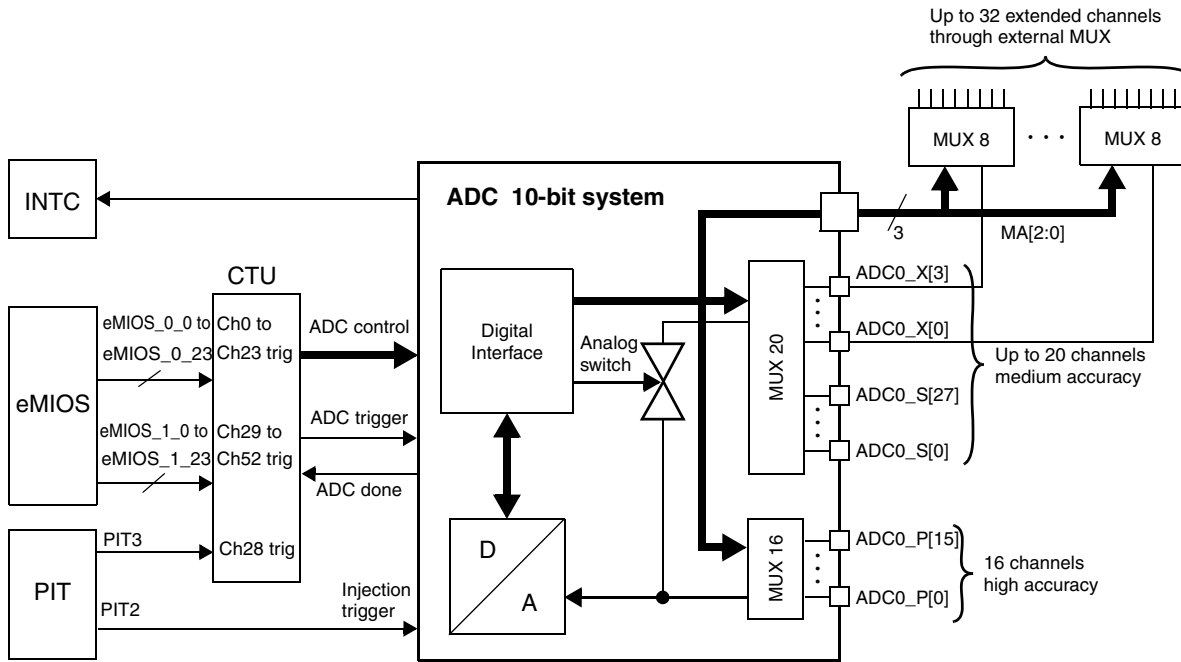 Up to 32 extended channels
through external MUX
MUX 8
. . .
MUX 8
INTC
ADC 10-bit system
3
MA[2:0]
CTU
eMIOS
eMIOS_0_0 to
eMIOS_0_23
Ch0 to
Ch23 trig
ADC control
eMIOS_1_0 to
eMIOS_1_23
Ch29 to
Ch52 trig
ADC trigger
ADC done
Digital
Interface
Analog
switch
MUX 20
ADC0_X[3]
ADC0_X[0]
ADC0_S[27]
ADC0_S[0]
Up to 20 channels
medium accuracy
PIT
PIT3
Ch28 trig
PIT2
Injection
trigger
D
A
MUX 16
ADC0_P[15]
ADC0_P[0]
16 channels
high accuracy